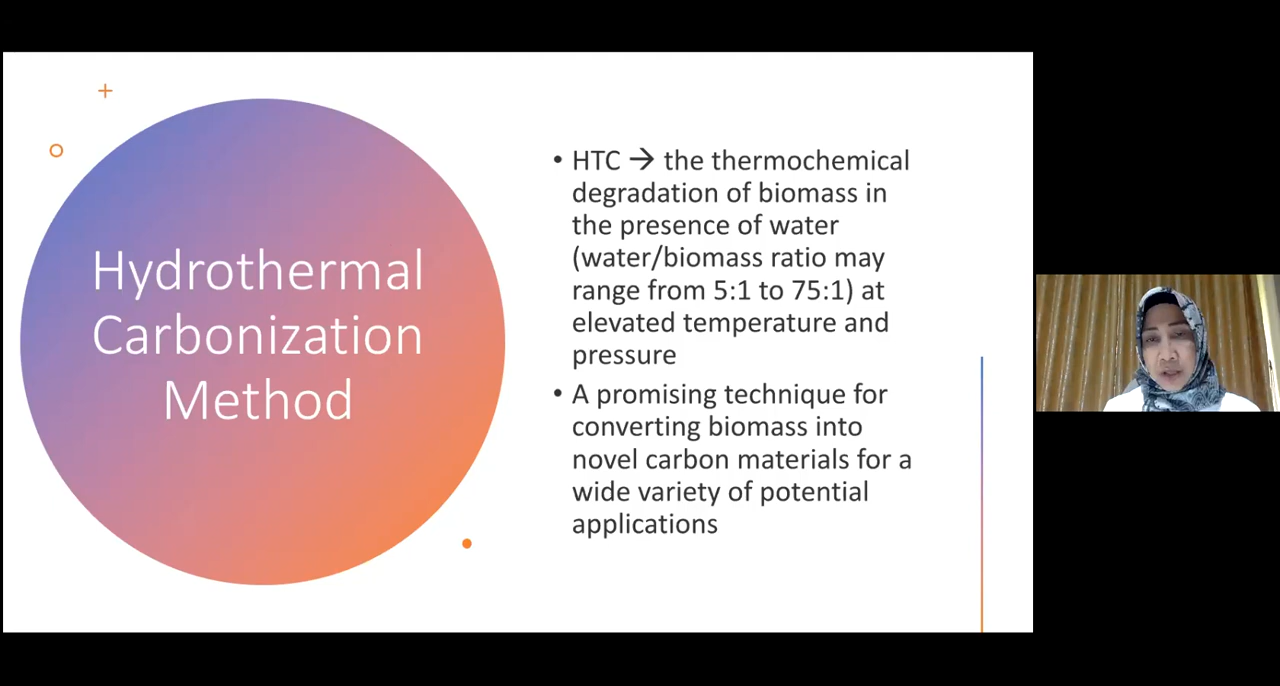 Hydrothermal
Carbonization
Method
• HTC → the thermochemical
degradation of biomass in
the presence of water
(water/biomass ratio may
range from 5:1 to 75:1) at
elevated temperature and
pressure
• A promising technique for
converting biomass into
novel carbon materials for a
wide variety of potential
applications